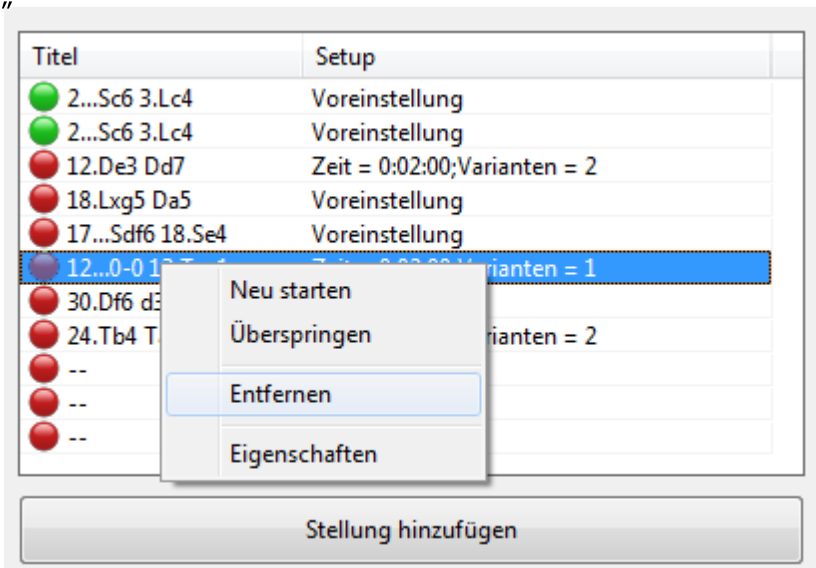 "
Titel Setup
2...Sc6 3.Lc4 Voreinstellung
2...Sc6 3.Lc4 Voreinstellung
12.De3 Dd7 Zeit = 0:02:00;Varianten = 2
18.Lxg5 Da5 Voreinstellung
17...Sdf6 18.Se4 Voreinstellung
12...0-0 = 1
30.Df6
24.Tb4 = 2
--
--
--
Neu starten
Überspringen
Entfernen
Eigenschaften
Stellung hinzufügen